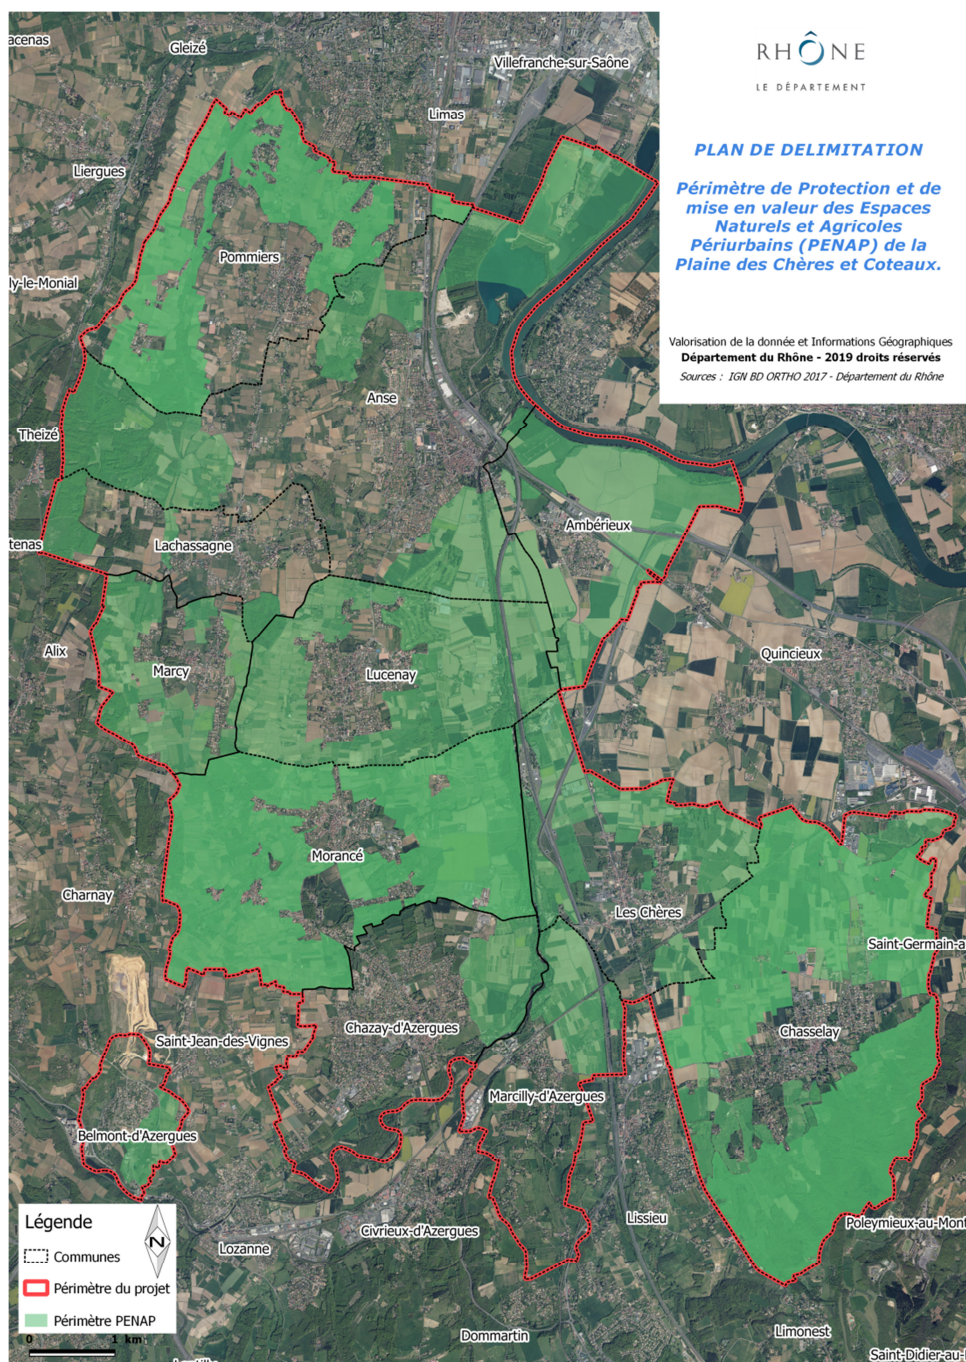 RHÔNE
LE DÉPARTEMENT
PLAN DE DELIMITATION
Périmètre de Protection et de
mise en valeur des Espaces
Naturels et Agricoles
Périurbains (PENAP) de la
Plaine des Chères et Coteaux.
Valorisation de la donnée et Informations Géographiques
Département du Rhône - 2019 droits réservés
Sources : IGN BD ORTHO 2017 - Département du Rhône
acenas
Gleizé
Villefranche-sur-Saône
Limas
Liergues
Pommiers
ly-le-Monial
Anse
Theizé
Ambérieux
tenas
Lachassagne
Alix
Marcy
Lucenay
Quincieux
Morancé
Charnay
Les Chères
Saint-Germain-a
Saint-Jean-des-Vignes
Chazay-d'Azergues
Chasselay
Marcilly-d'Azergues
Belmont-d'Azergues
Lissieu
Poleymieux-au-Mont
Civrieux-d'Azergues
Lozanne
Dommartin
Limonest
Saint-Didier-au-
Légende
N
Communes
Périmètre du projet
Périmètre PENAP
0 1 km